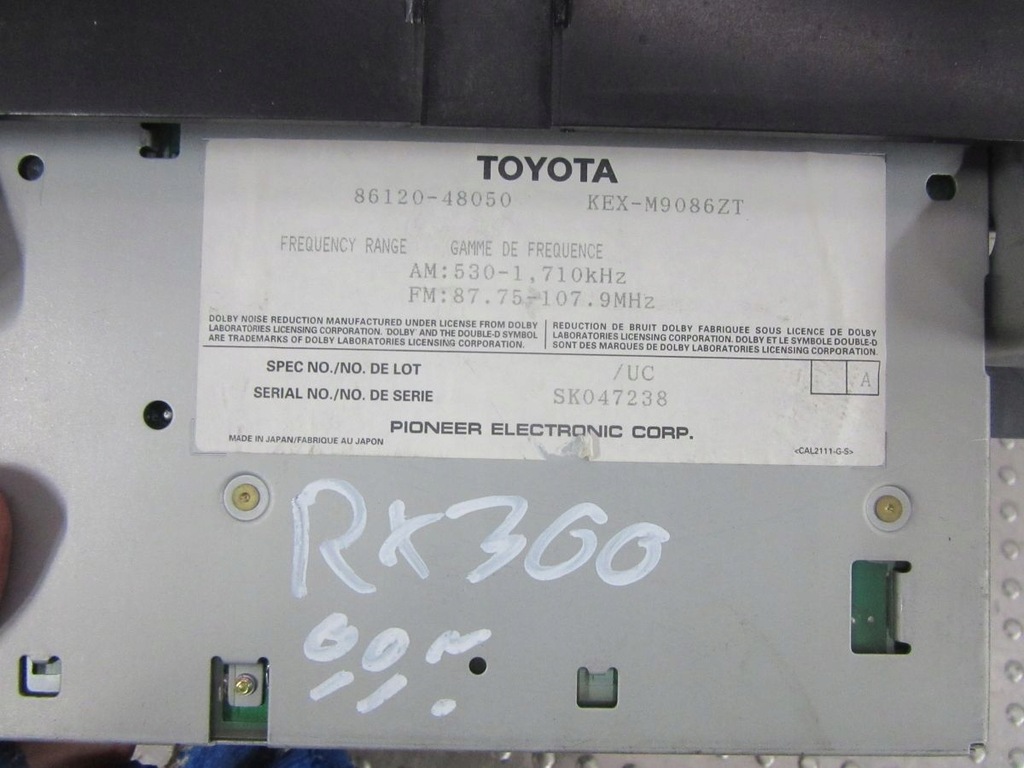 TOYOTA
86120-48050 KEX-M9086ZT
FREQUENCY RANGE GAMME DE FREQUENCE
AM:530-1,710kHz
FM:87.75-107.9MHz
DOLBY NOISE REDUCTION MANUFACTURED UNDER LICENSE FROM DOLBY
LABORATORIES LICENSING CORPORATION. "DOLBY" AND THE DOUBLE-D SYMBOL
ARE TRADEMARKS OF DOLBY LABORATORIES LICENSING CORPORATION.
REDUCTION DE BRUIT DOLBY FABRIQUEE SOUS LICENCE DE DOLBY
LABORATORIES LICENSING CORPORATION. DOLBY ET LE SYMBOLE DOUBLE-D
SONT DES MARQUES DE DOLBY LABORATORIES LICENSING CORPORATION.
SPEC NO./NO. DE LOT /UC A
SERIAL NO./NO. DE SERIE SK047238
PIONEER ELECTRONIC CORP.
MADE IN JAPAN/FABRIQUE AU JAPON <CAL2111-G-S>
RX300